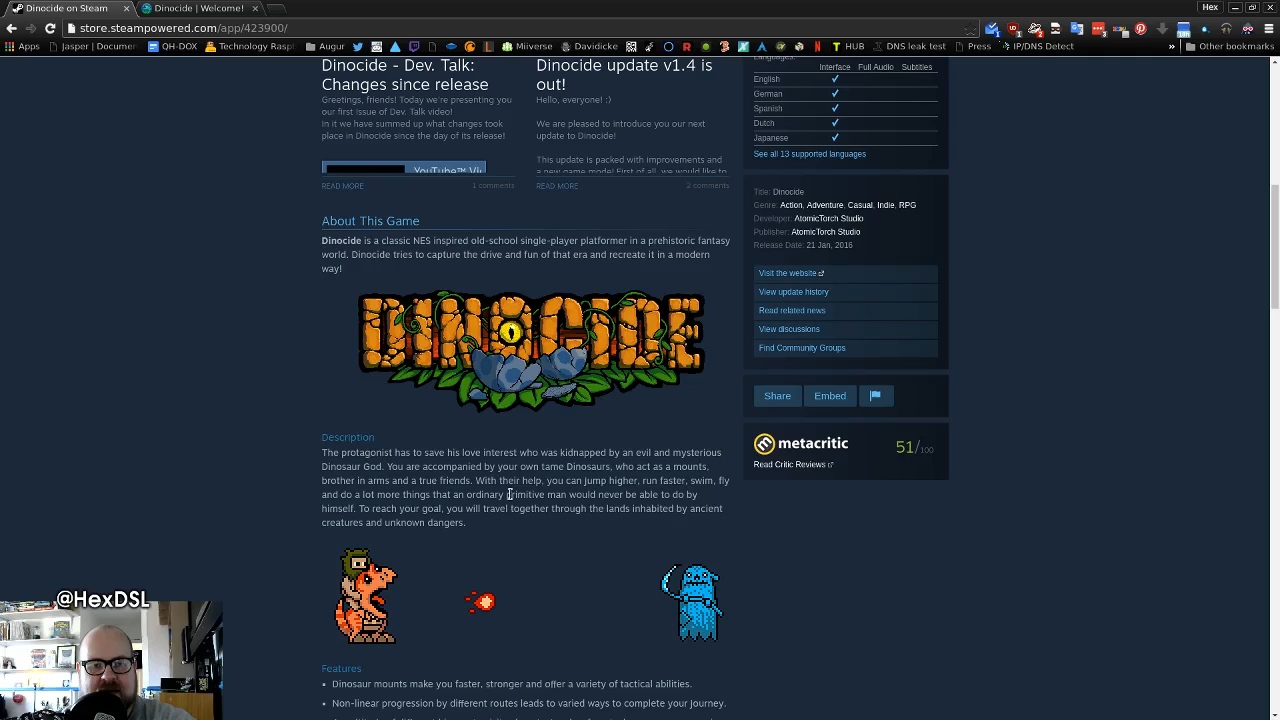 Dinocide on Steam
Dinocide | Welcome!
Hex
store.steampowered.com/app/423900/
Apps
Jasper | Documen
QH-DOX
Technology Rasp
Augur
Miiverse
Davidicke
HUB
DNS leak test
Press
IP/DNS Detect
Other bookmarks
Dinocide - Dev. Talk:
Changes since release
Greetings, friends! Today we're presenting you
our first issue of Dev. Talk video!
In it we have summed up what changes took
place in Dinocide since the day of its release!
YouTube™ Vi
READ MORE
1 comments
Dinocide update v1.4 is
out!
Hello, everyone! :)
We are pleased to introduce you our next
update to Dinocide!
This update is packed with improvements and
a new game mode! First of all, we would like to
READ MORE
2 comments
Languages:
Interface Full Audio Subtitles
English
German
Spanish
Dutch
Japanese
See all 13 supported languages
Title: Dinocide
Genre: Action, Adventure, Casual, Indie, RPG
Developer: AtomicTorch Studio
Publisher: AtomicTorch Studio
Release Date: 21 Jan, 2016
Visit the website
View update history
Read related news
View discussions
Find Community Groups
Share
Embed
metacritic
51/100
Read Critic Reviews
About This Game
Dinocide is a classic NES inspired old-school single-player platformer in a prehistoric fantasy
world. Dinocide tries to capture the drive and fun of that era and recreate it in a modern
way!
DINOCIDE
Description
The protagonist has to save his love interest who was kidnapped by an evil and mysterious
Dinosaur God. You are accompanied by your own tame Dinosaurs, who act as a mounts,
brother in arms and a true friends. With their help, you can jump higher, run faster, swim, fly
and do a lot more things that an ordinary primitive man would never be able to do by
himself. To reach your goal, you will travel together through the lands inhabited by ancient
creatures and unknown dangers.
@HexDSL
Features
Dinosaur mounts make you faster, stronger and offer a variety of tactical abilities.
Non-linear progression by different routes leads to varied ways to complete your journey.